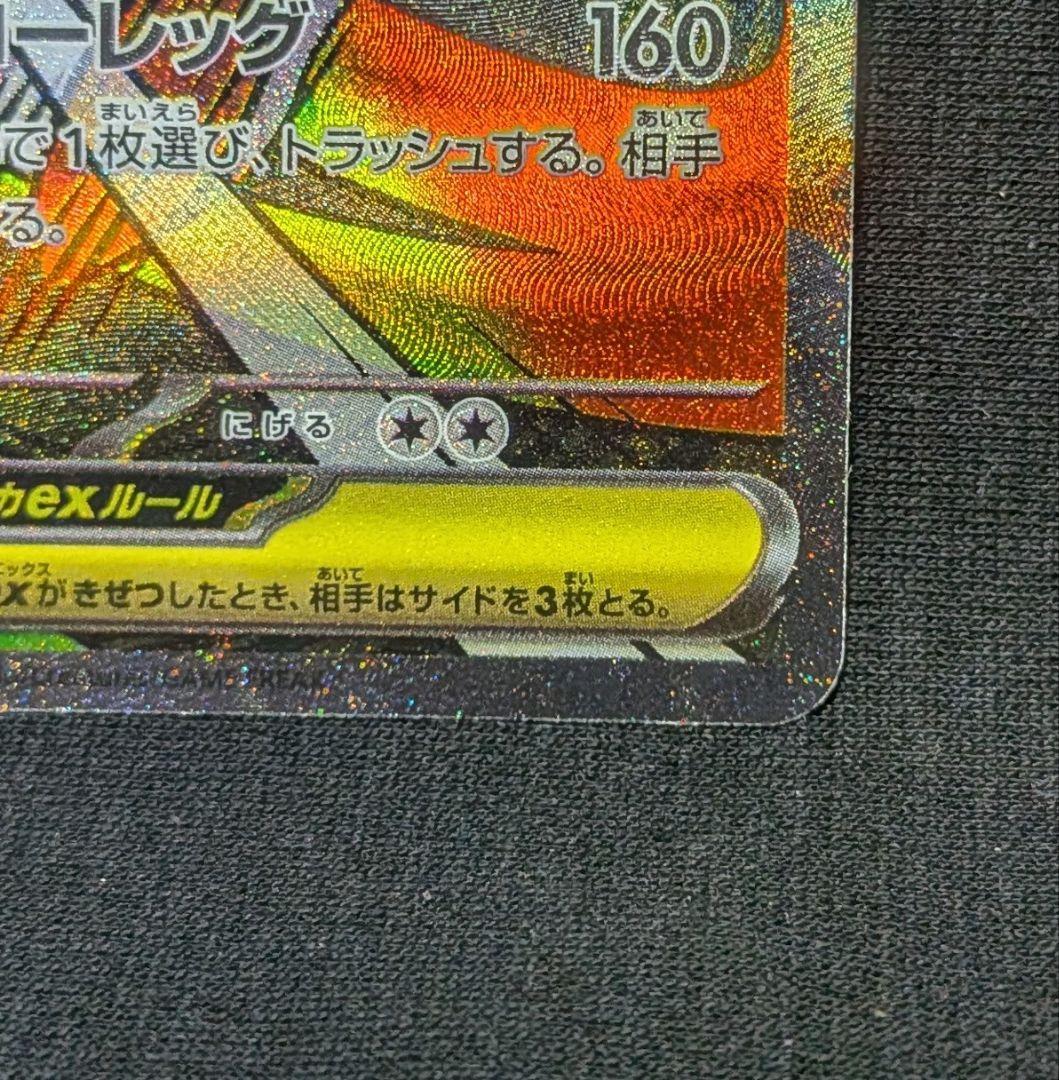 ーレッグ 160
で1枚選び、トラッシュする。相手
まいえら あいて
る。
にげる
exルール
ックス あいて まい
exがきぜつしたとき、相手はサイドを3枚とる。